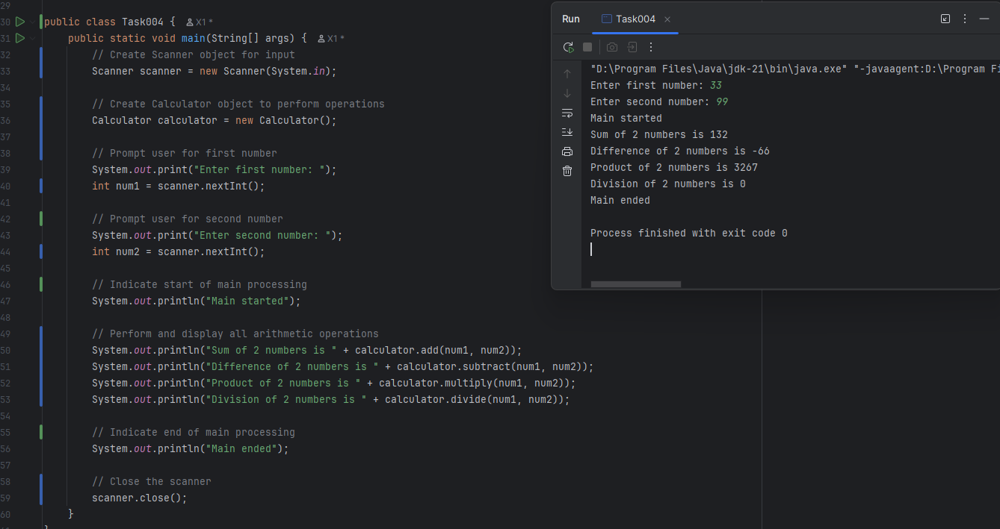 29
30 public class Task004 { X1 *
31 public static void main(String[] args) { X1 *
32 // Create Scanner object for input
33 Scanner scanner = new Scanner(System.in);
34
35 // Create Calculator object to perform operations
36 Calculator calculator = new Calculator();
37
38 // Prompt user for first number
39 System.out.print("Enter first number: ");
40 int num1 = scanner.nextInt();
41
42 // Prompt user for second number
43 System.out.print("Enter second number: ");
44 int num2 = scanner.nextInt();
45
46 // Indicate start of main processing
47 System.out.println("Main started");
48
49 // Perform and display all arithmetic operations
50 System.out.println("Sum of 2 numbers is " + calculator.add(num1, num2));
51 System.out.println("Difference of 2 numbers is " + calculator.subtract(num1, num2));
52 System.out.println("Product of 2 numbers is " + calculator.multiply(num1, num2));
53 System.out.println("Division of 2 numbers is " + calculator.divide(num1, num2));
54
55 // Indicate end of main processing
56 System.out.println("Main ended");
57
58 // Close the scanner
59 scanner.close();
60 }
}
Run Task004
"D:\Program Files\Java\jdk-21\bin\java.exe" "-javaagent:D:\Program Fi
Enter first number: 33
Enter second number: 99
Main started
Sum of 2 numbers is 132
Difference of 2 numbers is -66
Product of 2 numbers is 3267
Division of 2 numbers is 0
Main ended
Process finished with exit code 0